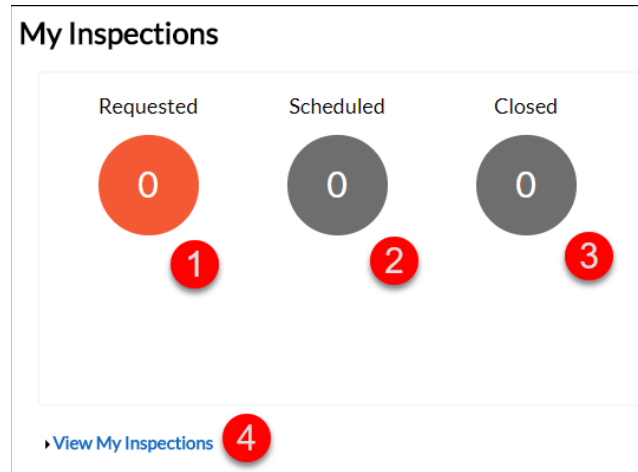 My Inspections
Requested Scheduled Closed
0 0 0
1 2 3
View My Inspections 4